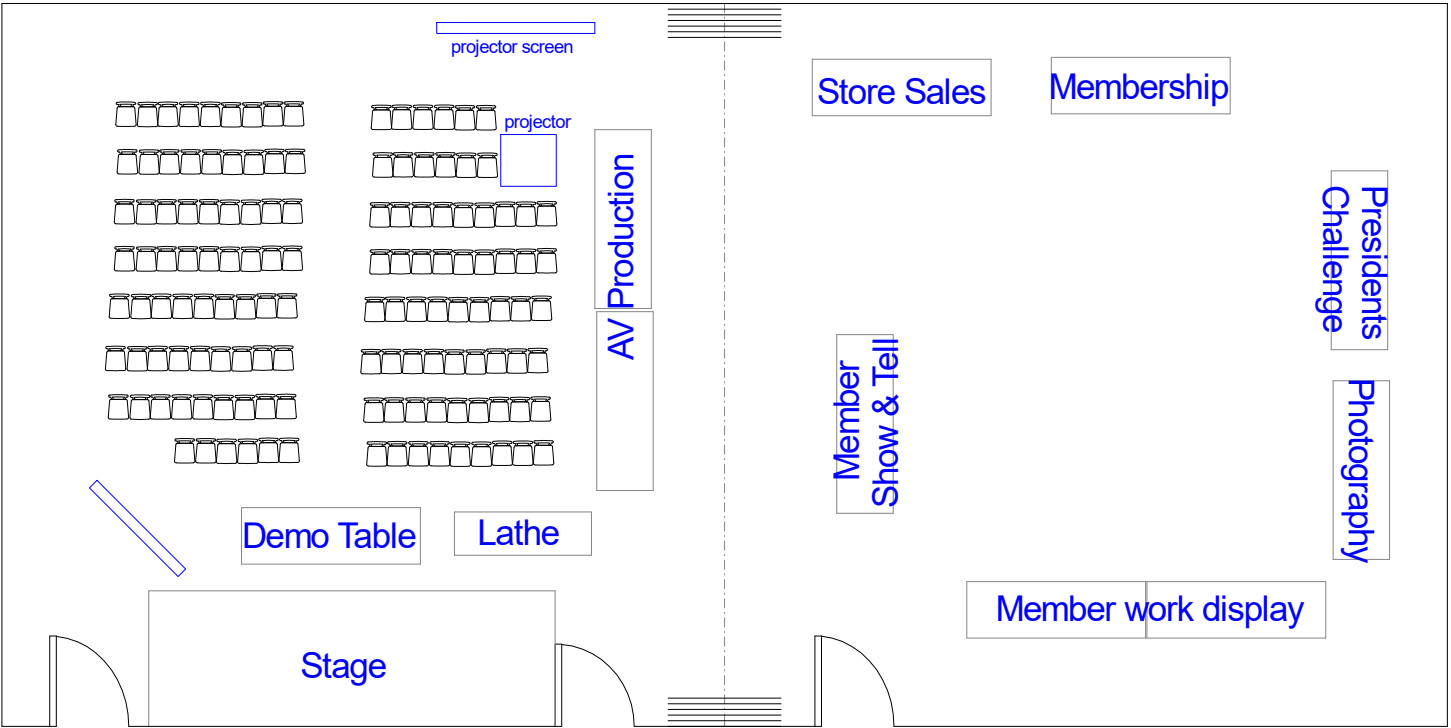 projector screen
projector
AV Production
Demo Table
Lathe
Stage
Store Sales
Membership
Presidents
Challenge
Member
Show & Tell
Photography
Member work display